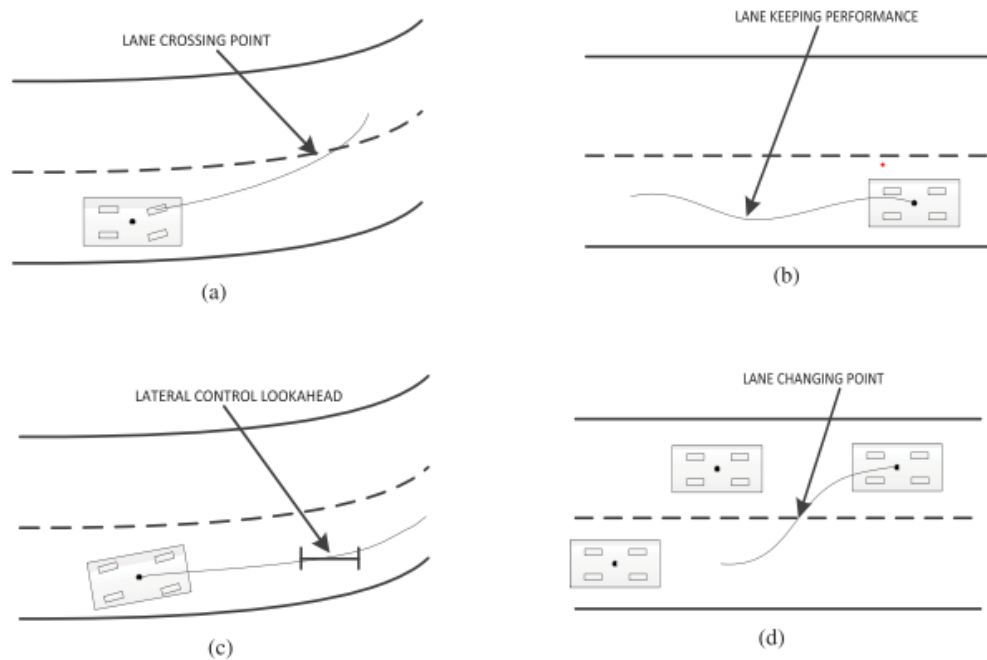 LANE CROSSING POINT
(a)
LANE KEEPING PERFORMANCE
(b)
LATERAL CONTROL LOOKAHEAD
(c)
LANE CHANGING POINT
(d)